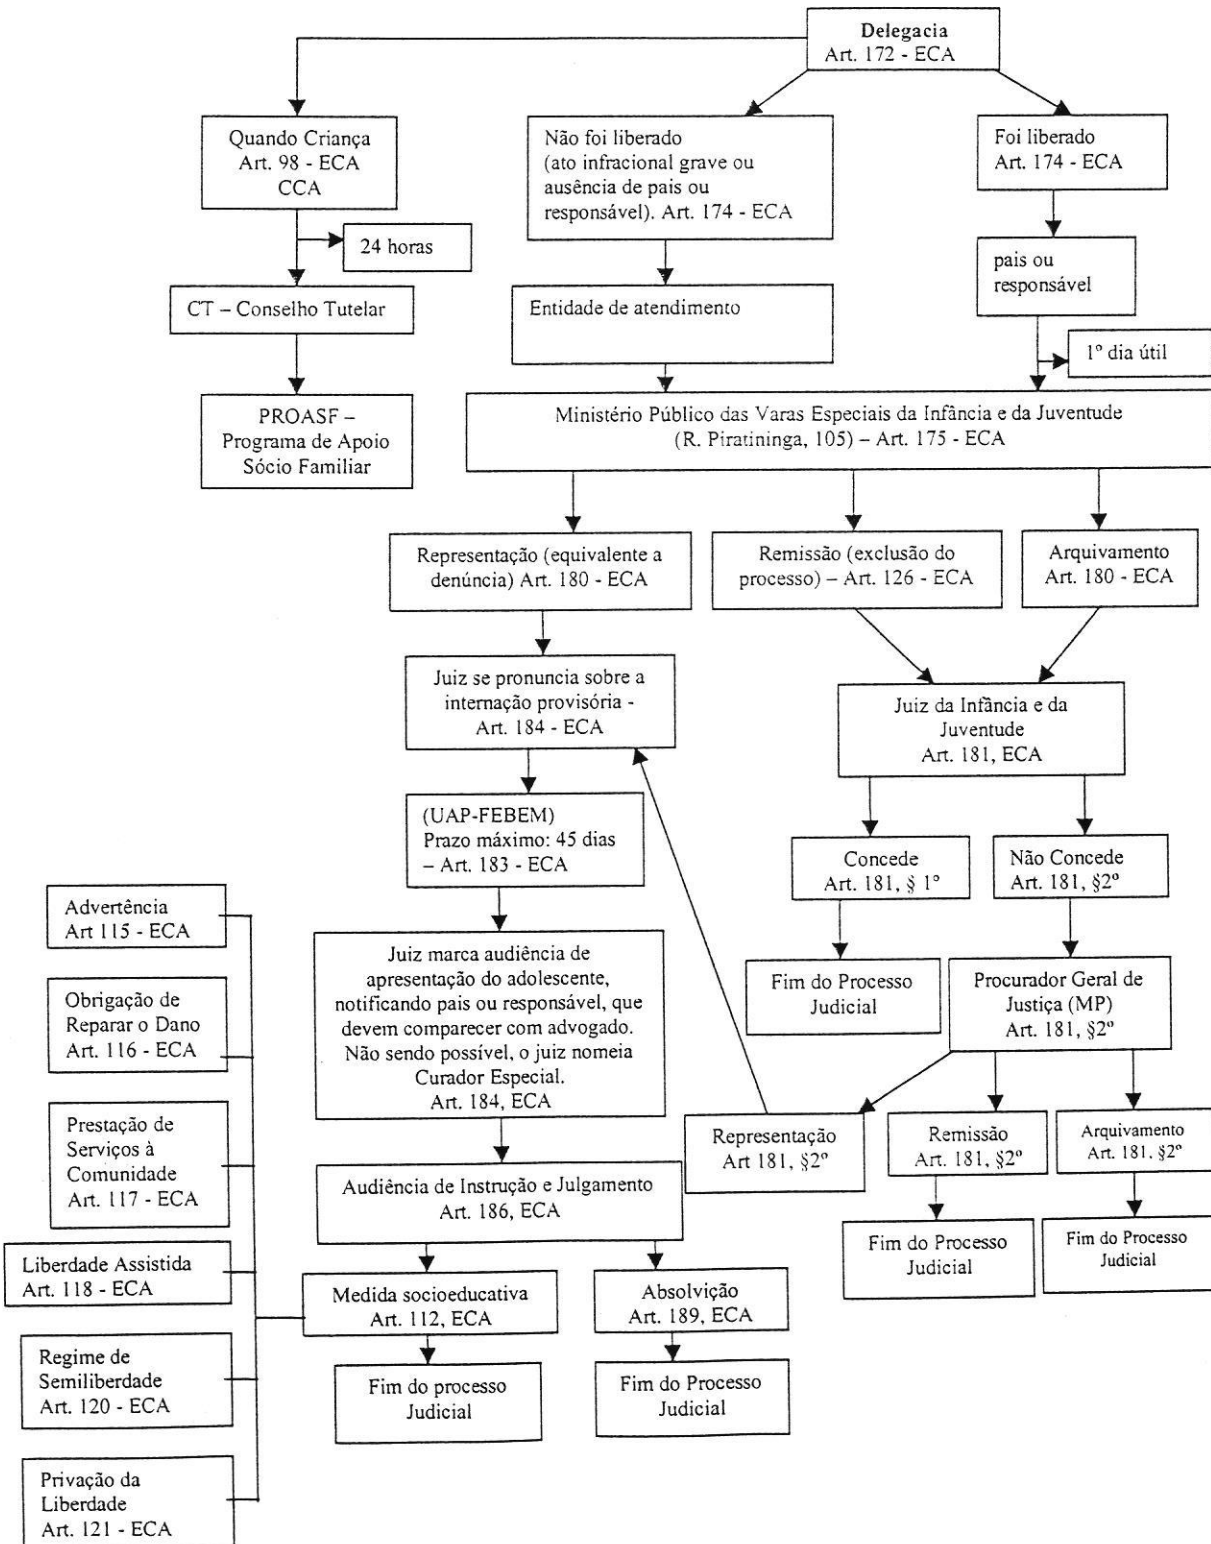 Delegacia
Art. 172 - ECA
Quando Criança
Art. 98 - ECA
CCA
Não foi liberado
(ato infracional grave ou
ausência de pais ou
responsável). Art. 174 - ECA
Foi liberado
Art. 174 - ECA
24 horas
pais ou
responsável
CT – Conselho Tutelar
Entidade de atendimento
1º dia útil
PROASF –
Programa de Apoio
Sócio Familiar
Ministério Público das Varas Especiais da Infância e da Juventude
(R. Piratininga, 105) – Art. 175 - ECA
Representação (equivalente a
denúncia) Art. 180 - ECA
Remissão (exclusão do
processo) – Art. 126 - ECA
Arquivamento
Art. 180 - ECA
Juiz se pronuncia sobre a
internação provisória -
Art. 184 - ECA
Juiz da Infância e da
Juventude
Art. 181, ECA
(UAP-FEBEM)
Prazo máximo: 45 dias
– Art. 183 - ECA
Concede
Art. 181, § 1º
Não Concede
Art. 181, §2º
Advertência
Art 115 - ECA
Juiz marca audiência de
apresentação do adolescente,
notificando pais ou responsável, que
devem comparecer com advogado.
Não sendo possível, o juiz nomeia
Curador Especial.
Art. 184, ECA
Fim do Processo
Judicial
Procurador Geral de
Justiça (MP)
Art. 181, §2º
Obrigação de
Reparar o Dano
Art. 116 - ECA
Prestação de
Serviços à
Comunidade
Art. 117 - ECA
Representação
Art 181, §2º
Remissão
Art. 181, §2º
Arquivamento
Art. 181, §2º
Audiência de Instrução e Julgamento
Art. 186, ECA
Fim do Processo
Judicial
Fim do Processo
Judicial
Liberdade Assistida
Art. 118 - ECA
Medida socioeducativa
Art. 112, ECA
Absolvição
Art. 189, ECA
Regime de
Semiliberdade
Art. 120 - ECA
Fim do processo
Judicial
Fim do Processo
Judicial
Privação da
Liberdade
Art. 121 - ECA